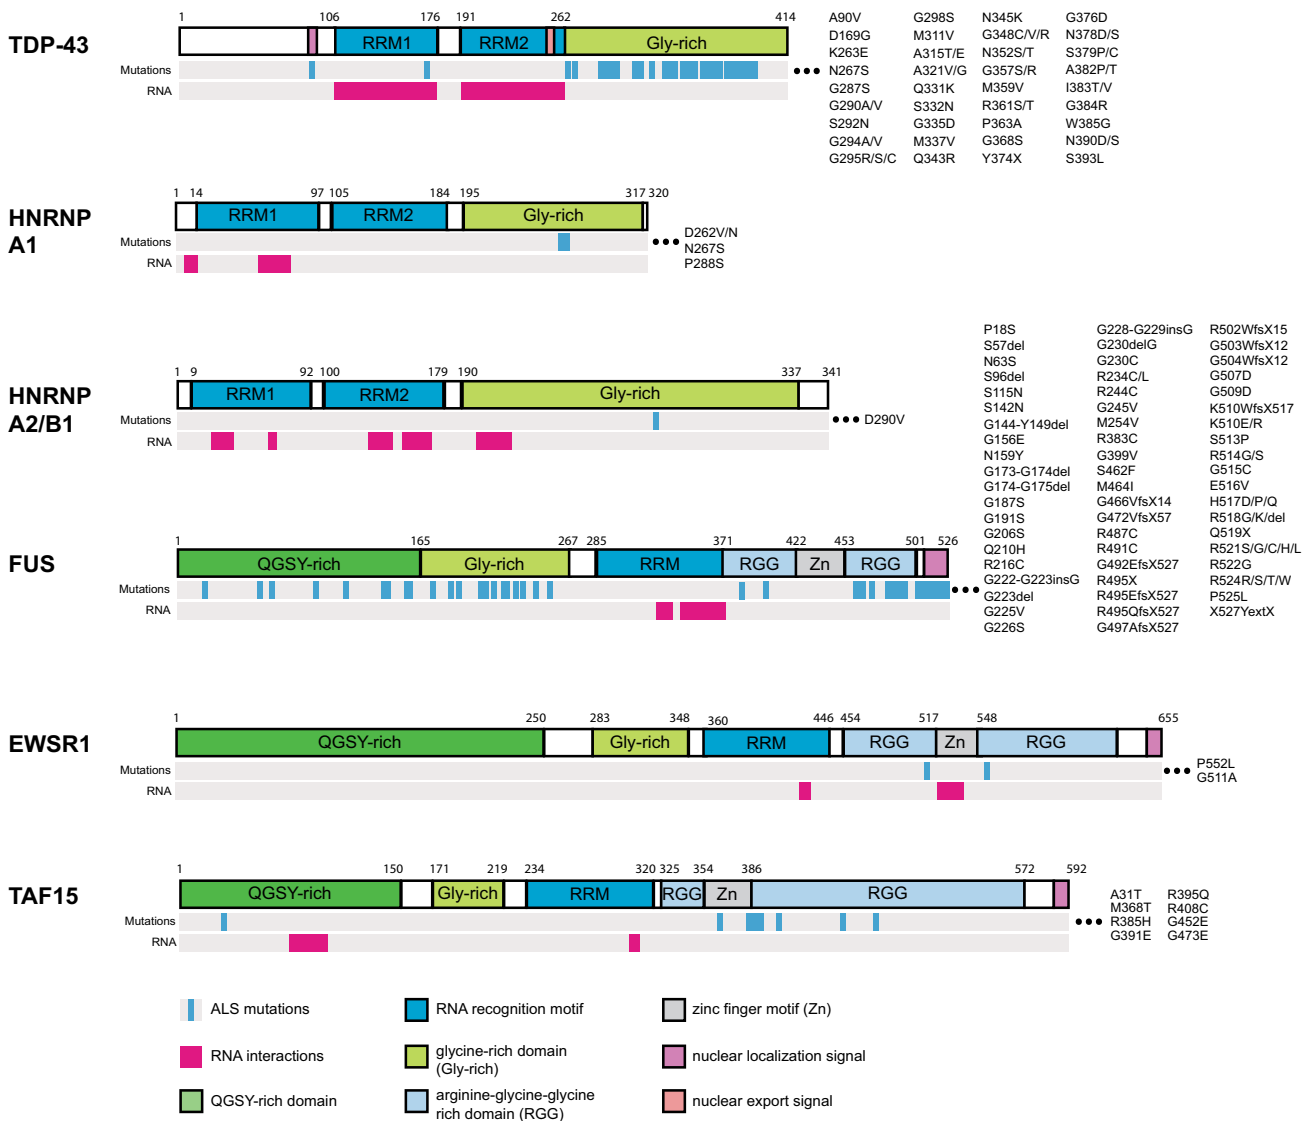 TDP-43
1 106 176 191 262 414
RRM1 RRM2 Gly-rich
Mutations
RNA
A90V G298S N345K G376D
D169G M311V G348C/V/R N378D/S
K263E A315T/E N352S/T S379P/C
N267S A321V/G G357S/R A382P/T
G287S Q331K M359V I383T/V
G290A/V S332N R361S/T G384R
S292N G335D P363A W385G
G294A/V M337V G368S N390D/S
G295R/S/C Q343R Y374X S393L
HNRNP
A1
1 14 97 105 184 195 317 320
RRM1 RRM2 Gly-rich
Mutations
RNA
D262V/N
N267S
P288S
HNRNP
A2/B1
1 9 92 100 179 190 337 341
RRM1 RRM2 Gly-rich
Mutations
RNA
D290V
FUS
1 165 267 285 371 422 453 501 526
QGSY-rich Gly-rich RRM RGG Zn RGG
Mutations
RNA
P18S G228-G229insG R502WfsX15
S57del G230delG G503WfsX12
N63S G230C G504WfsX12
S96del R234C/L G507D
S115N R244C G509D
S142N G245V K510WfsX517
G144-Y149del M254V K510E/R
G156E R383C S513P
N159Y G399V R514G/S
G173-G174del S462F G515C
G174-G175del M464I E516V
G187S G466VfsX14 H517D/P/Q
G191S G472VfsX57 R518G/K/del
G206S R487C Q519X
Q210H R491C R521S/G/C/H/L
R216C G492EfsX527 R522G
G222-G223insG R495X R524R/S/T/W
G223del R495EfsX527 P525L
G225V R495QfsX527 X527YextX
G226S G497AfsX527
EWSR1
1 250 283 348 360 446 454 517 548 655
QGSY-rich Gly-rich RRM RGG Zn RGG
Mutations
RNA
P552L
G511A
TAF15
1 150 171 219 234 320 325 354 386 572 592
QGSY-rich Gly-rich RRM RGG Zn RGG
Mutations
RNA
A31T R395Q
M368T R408C
R385H G452E
G391E G473E
ALS mutations RNA recognition motif zinc finger motif (Zn)
RNA interactions glycine-rich domain nuclear localization signal
(Gly-rich)
QGSY-rich domain arginine-glycine-glycine nuclear export signal
rich domain (RGG)